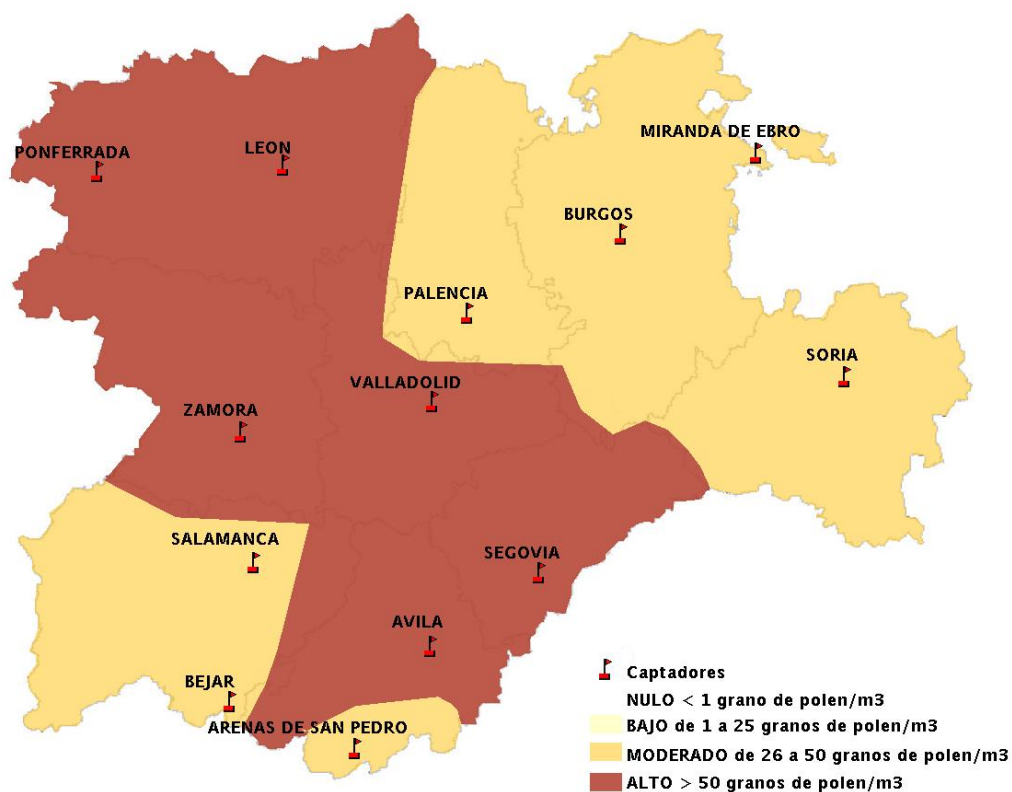 MIRANDA DE EBRO
PONFERRADA
LEON
BURGOS
PALENCIA
SORIA
VALLADOLID
ZAMORA
SALAMANCA
SEGOVIA
AVILA
BEJAR
ARENAS DE SAN PEDRO
Captadores
NULO < 1 grano de polen/m3
BAJO de 1 a 25 granos de polen/m3
MODERADO de 26 a 50 granos de polen/m3
ALTO > 50 granos de polen/m3